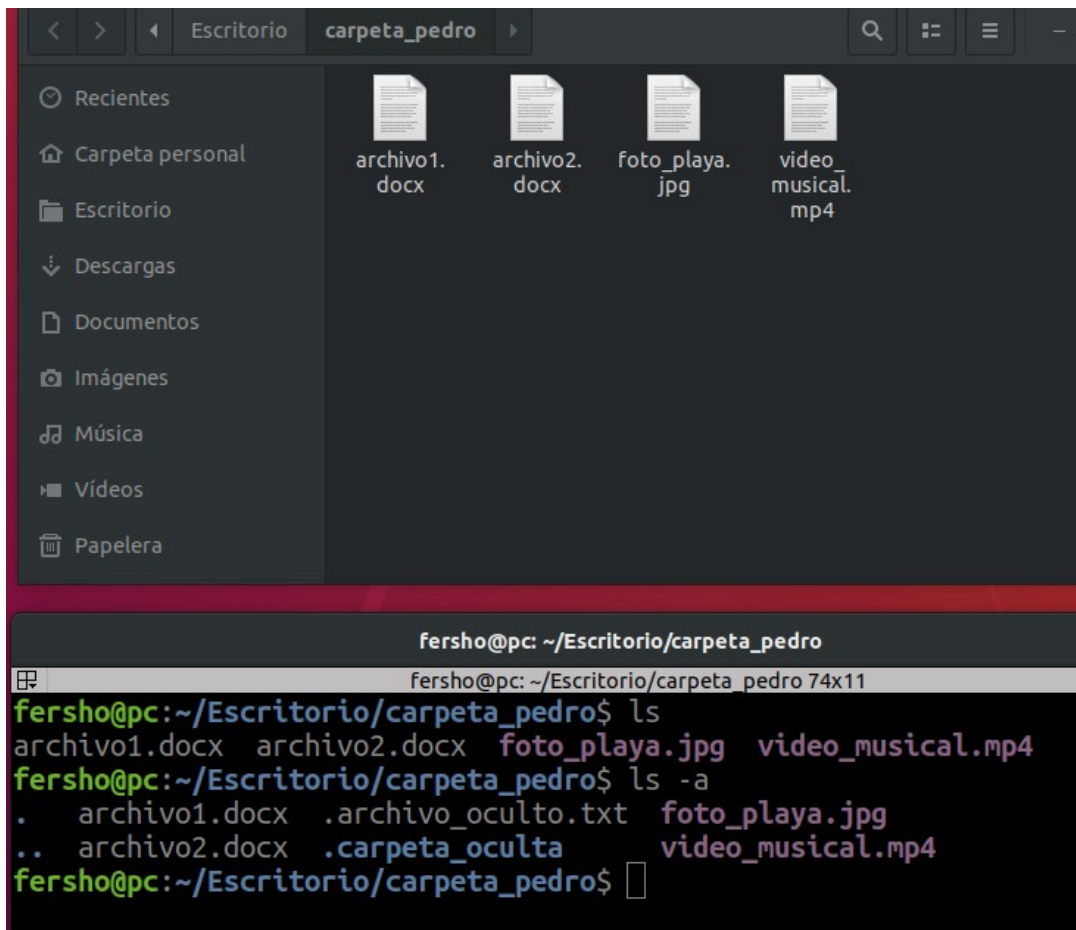 Escritorio carpeta_pedro
Recientes
Carpeta personal
Escritorio
Descargas
Documentos
Imágenes
Música
Vídeos
Papelera
archivo1.
docx
archivo2.
docx
foto_playa.
jpg
video_
musical.
mp4
fersho@pc: ~/Escritorio/carpeta_pedro
fersho@pc: ~/Escritorio/carpeta_pedro 74x11
fersho@pc:~/Escritorio/carpeta_pedro$ ls
archivo1.docx archivo2.docx foto_playa.jpg video_musical.mp4
fersho@pc:~/Escritorio/carpeta_pedro$ ls -a
. archivo1.docx .archivo_oculto.txt foto_playa.jpg
.. archivo2.docx .carpeta_oculta video_musical.mp4
fersho@pc:~/Escritorio/carpeta_pedro$